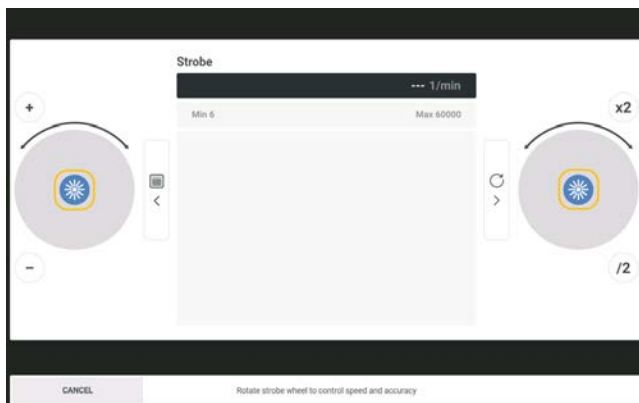 Strobe
--- 1/min
+
x2
Min 6
Max 60000
−
/2
CANCEL
Rotate strobe wheel to control speed and accuracy